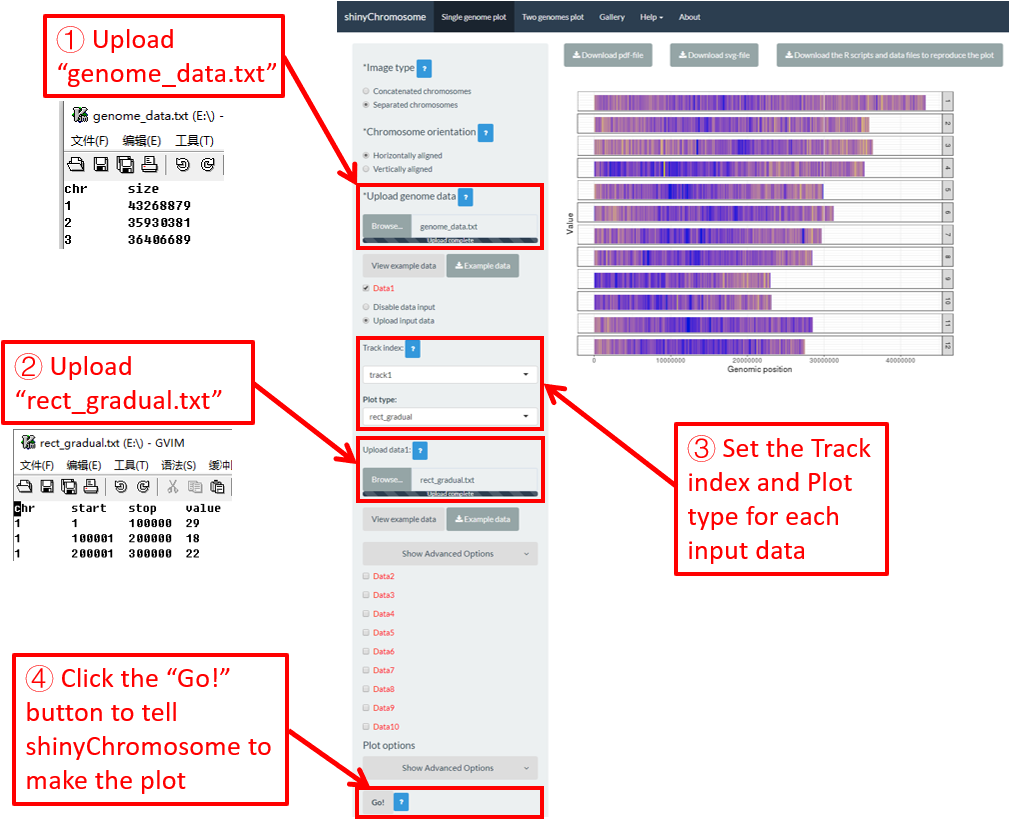 ① Upload
“genome_data.txt”
genome_data.txt (E:\) -
文件(F) 编辑(E) 工具(T)
chr size
1 43268879
2 35930381
3 36406689
② Upload
“rect_gradual.txt”
rect_gradual.txt (E:\) - GVIM
文件(F) 编辑(E) 工具(T) 语法(S) 缓冲
chr start stop value
1 1 100000 29
1 100001 200000 18
1 200001 300000 22
④ Click the “Go!”
button to tell
shinyChromosome to
make the plot
shinyChromosome Single genome plot Two genomes plot Gallery Help About
*Image type ?
Concatenated chromosomes
Separated chromosomes
*Chromosome orientation ?
Horizontally aligned
Vertically aligned
*Upload genome data ?
Browse... genome_data.txt
Upload complete
View example data Example data
Data1
Disable data input
Upload input data
Track index: ?
track1
Plot type:
rect_gradual
Upload data1: ?
Browse... rect_gradual.txt
Upload complete
View example data Example data
Show Advanced Options
Data2
Data3
Data4
Data5
Data6
Data7
Data8
Data9
Data10
Plot options
Show Advanced Options
Go! ?
Download pdf-file Download svg-file Download the R scripts and data files to reproduce the plot
Value
1
2
3
4
5
6
7
8
9
10
11
12
0 10000000 20000000 30000000 40000000
Genomic position
③ Set the Track
index and Plot
type for each
input data